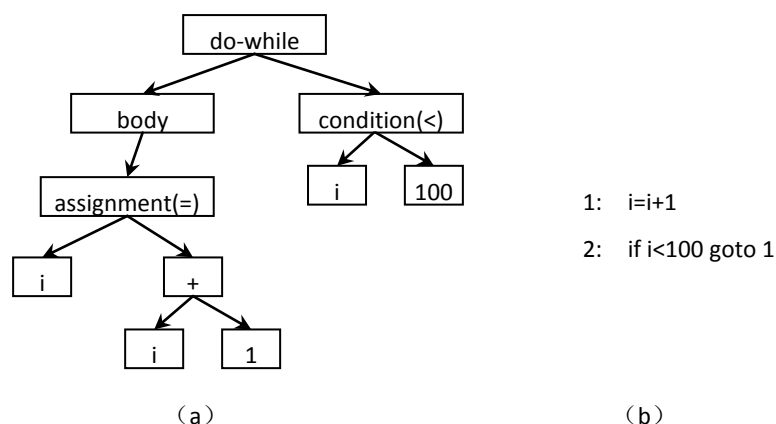 do-while
body
condition(<)
assignment(=)
i
100
i
+
i
1
1: i=i+1
2: if i<100 goto 1
（a）
（b）